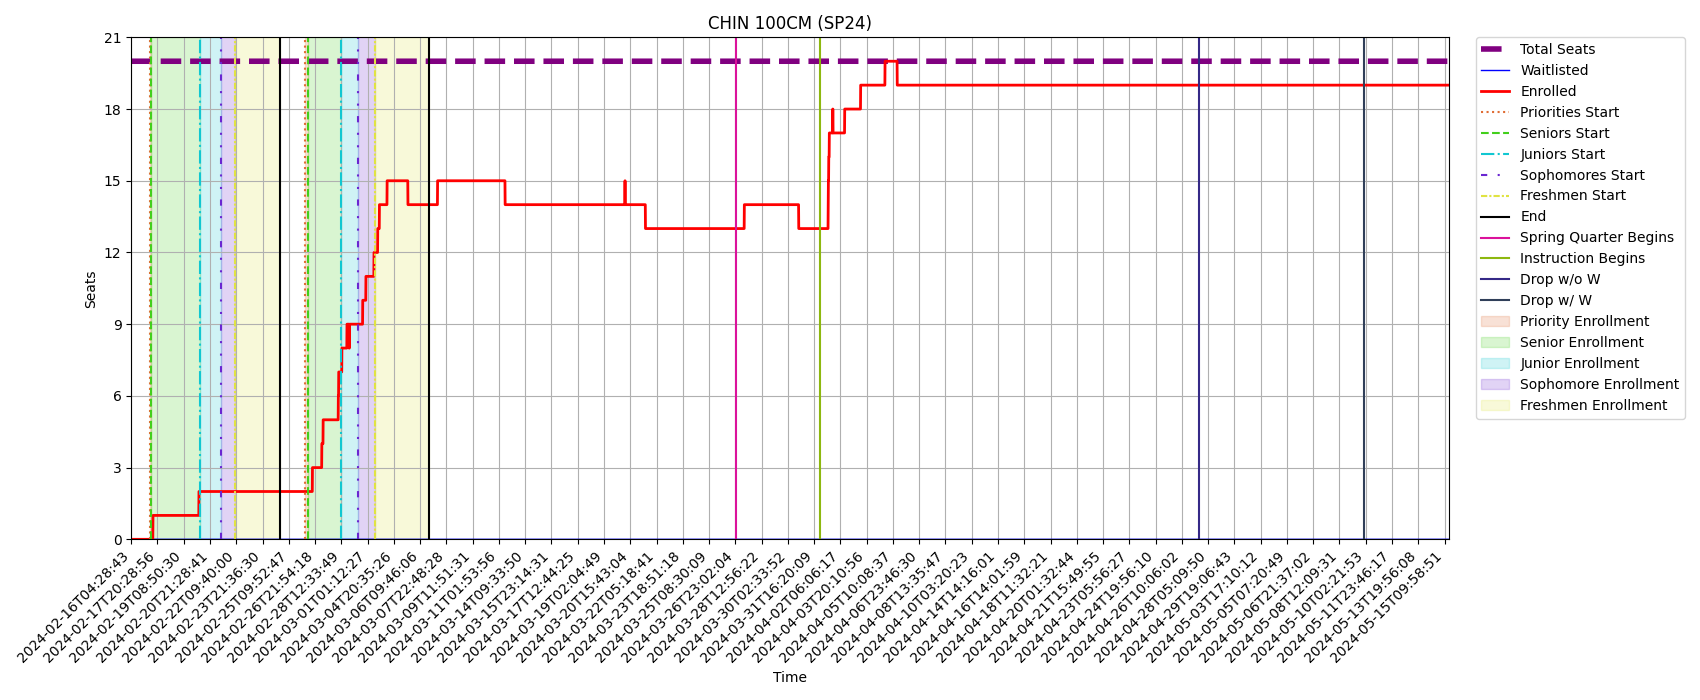 CHIN 100CM (SP24)
21
18
15
12
9
6
3
0
Seats
Total Seats
Waitlisted
Enrolled
Priorities Start
Seniors Start
Juniors Start
Sophomores Start
Freshmen Start
End
Spring Quarter Begins
Instruction Begins
Drop w/o W
Drop w/ W
Priority Enrollment
Senior Enrollment
Junior Enrollment
Sophomore Enrollment
Freshmen Enrollment
2024-02-16T04:28:43
2024-02-17T20:28:56
2024-02-19T08:50:30
2024-02-20T21:28:41
2024-02-22T09:40:00
2024-02-23T21:36:30
2024-02-25T09:52:47
2024-02-26T21:54:18
2024-02-28T12:33:49
2024-03-01T01:12:27
2024-03-04T20:35:26
2024-03-06T09:46:06
2024-03-07T22:48:28
2024-03-09T11:51:31
2024-03-11T01:53:56
2024-03-14T09:33:50
2024-03-15T23:14:31
2024-03-17T12:44:25
2024-03-19T02:04:49
2024-03-20T15:43:04
2024-03-22T05:18:41
2024-03-23T18:51:18
2024-03-25T08:30:09
2024-03-26T23:02:04
2024-03-28T12:56:22
2024-03-30T02:33:52
2024-03-31T16:20:09
2024-04-02T06:06:17
2024-04-03T20:10:56
2024-04-05T10:08:37
2024-04-06T23:46:30
2024-04-08T13:35:47
2024-04-10T03:20:23
2024-04-14T14:16:01
2024-04-16T14:01:59
2024-04-18T11:32:21
2024-04-20T01:32:44
2024-04-21T15:49:55
2024-04-23T05:56:27
2024-04-24T19:56:10
2024-04-26T10:06:02
2024-04-28T05:09:50
2024-04-29T19:06:43
2024-05-03T17:10:12
2024-05-05T07:20:49
2024-05-06T21:37:02
2024-05-08T12:09:31
2024-05-10T02:21:53
2024-05-11T23:46:17
2024-05-13T19:56:08
2024-05-15T09:58:51
Time